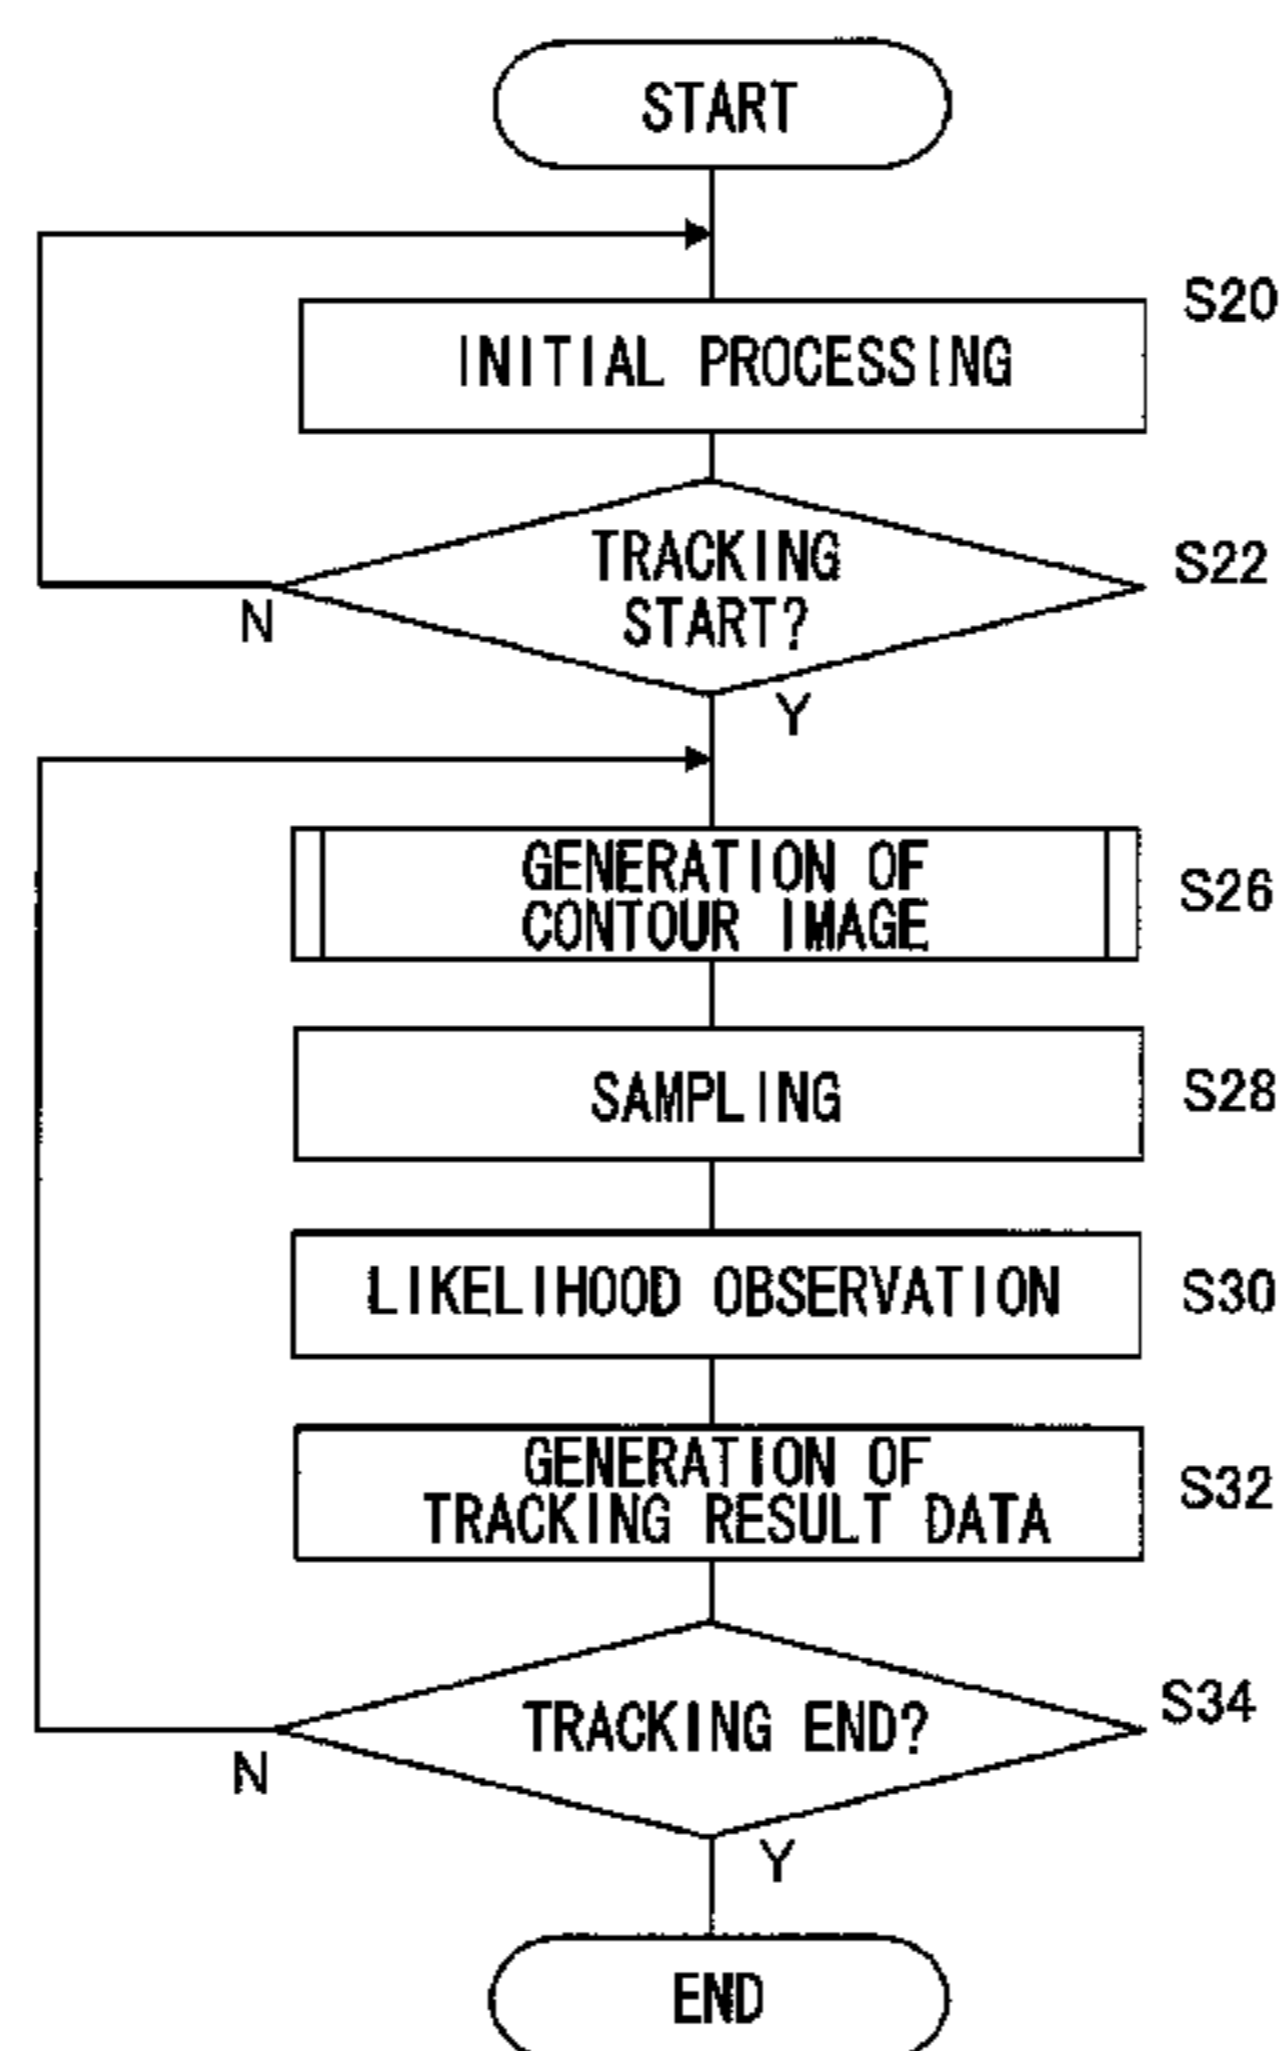 START
S20
INITIAL PROCESSING
TRACKING
START?
S22
N
Y
GENERATION OF
CONTOUR IMAGE
S26
SAMPLING
S28
LIKELIHOOD OBSERVATION
S30
GENERATION OF
TRACKING RESULT DATA
S32
TRACKING END?
S34
N
Y
END